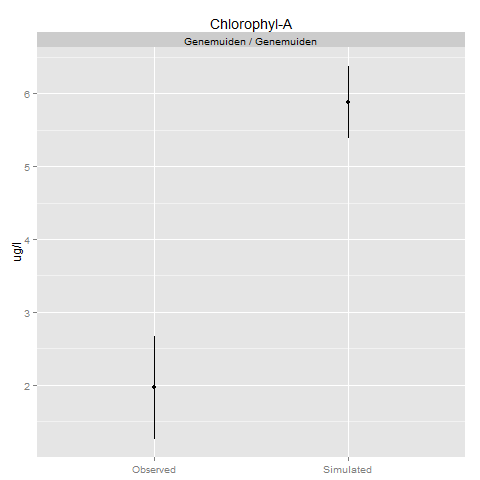 Chlorophyl-A
Genemuiden / Genemuiden
6
5
4
3
2
ug/l
Observed
Simulated